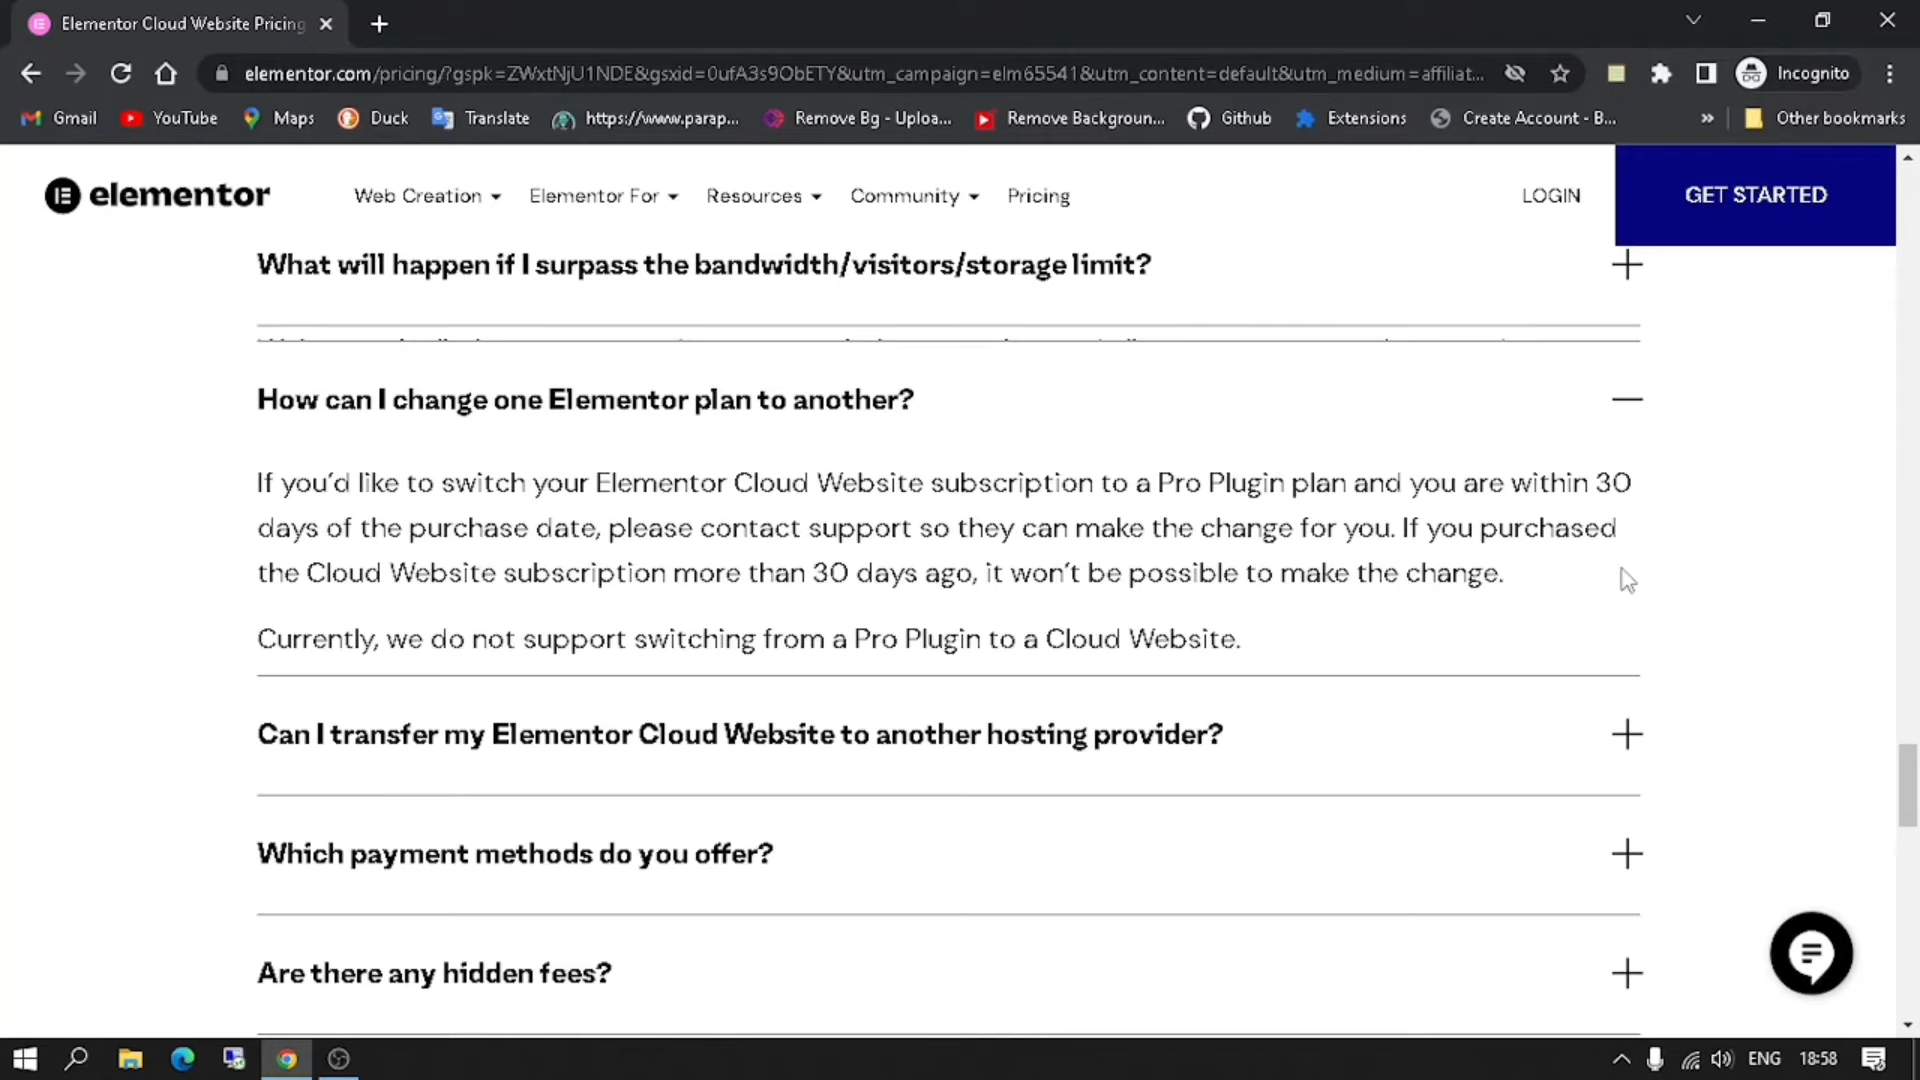 Elementor Cloud Website Pricing
elementor.com/pricing/?gspk=ZWxtNjU1NDE&gsxid=0ufA3s9ObETY&utm_campaign=elm65541&utm_content=default&utm_medium=affiliat...
Incognito
Gmail
YouTube
Maps
Duck
Translate
https://www.parap...
Remove Bg - Uploa...
Remove Backgroun...
Github
Extensions
Create Account - B...
»
Other bookmarks
elementor
Web Creation
Elementor For
Resources
Community
Pricing
LOGIN
GET STARTED
What will happen if I surpass the bandwidth/visitors/storage limit?
How can I change one Elementor plan to another?
If you’d like to switch your Elementor Cloud Website subscription to a Pro Plugin plan and you are within 30
days of the purchase date, please contact support so they can make the change for you. If you purchased
the Cloud Website subscription more than 30 days ago, it won’t be possible to make the change.
Currently, we do not support switching from a Pro Plugin to a Cloud Website.
Can I transfer my Elementor Cloud Website to another hosting provider?
Which payment methods do you offer?
Are there any hidden fees?
ENG
18:58